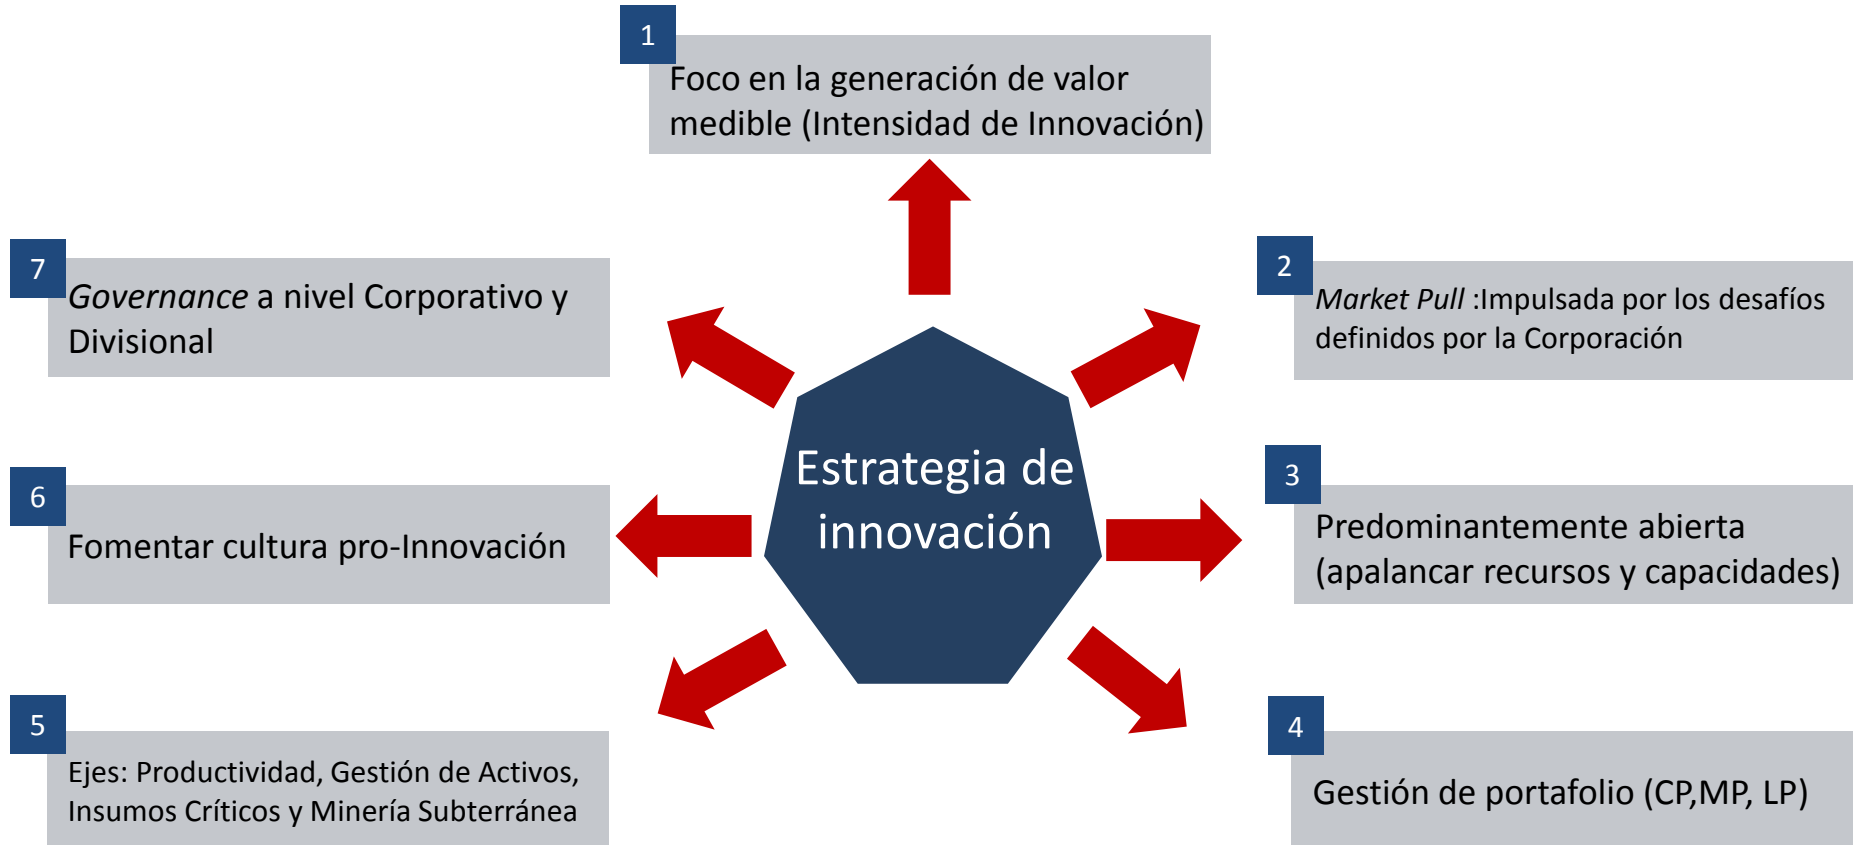 1
Foco en la generación de valor
medible (Intensidad de Innovación)
2
Market Pull :Impulsada por los desafíos
definidos por la Corporación
3
Predominantemente abierta
(apalancar recursos y capacidades)
4
Gestión de portafolio (CP,MP, LP)
5
Ejes: Productividad, Gestión de Activos,
Insumos Críticos y Minería Subterránea
6
Fomentar cultura pro-Innovación
7
Governance a nivel Corporativo y
Divisional
Estrategia de
innovación